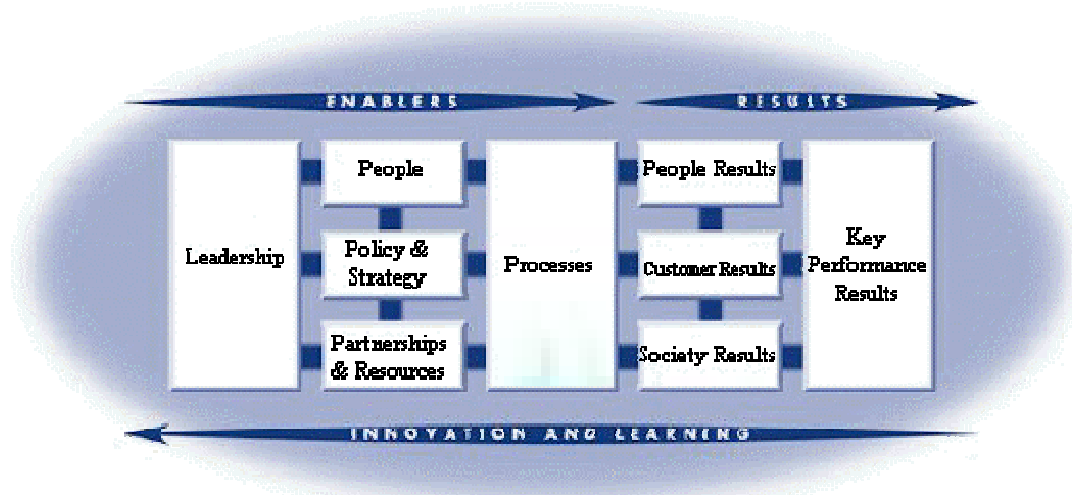 ENABLERS
RESULTS
Leadership
People
Policy &
Strategy
Partnerships
& Resources
Processes
People Results
Customer Results
Society Results
Key
Performance
Results
INNOVATION AND LEARNING